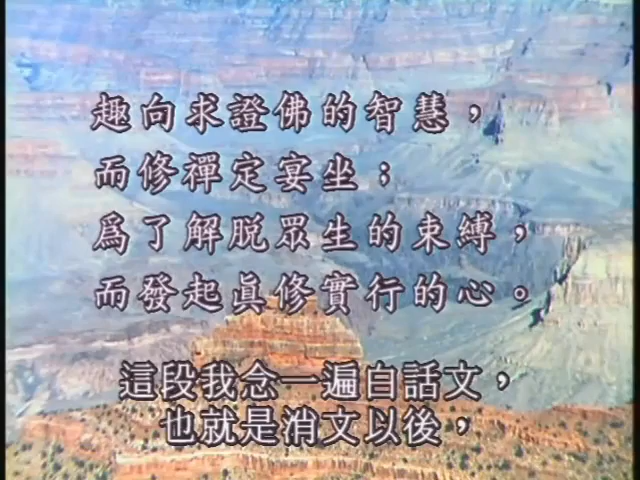 趣向求證佛的智慧，
而修禪定宴坐；
爲了解脫眾生的束縛，
而發起眞修實行的心。
這段我念一遍白話文，
也就是消文以後，